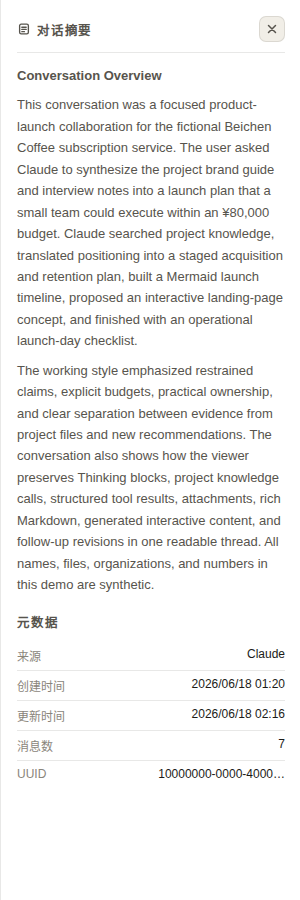 对话摘要
Conversation Overview
This conversation was a focused product-
launch collaboration for the fictional Beichen
Coffee subscription service. The user asked
Claude to synthesize the project brand guide
and interview notes into a launch plan that a
small team could execute within an ¥80,000
budget. Claude searched project knowledge,
translated positioning into a staged acquisition
and retention plan, built a Mermaid launch
timeline, proposed an interactive landing-page
concept, and finished with an operational
launch-day checklist.
The working style emphasized restrained
claims, explicit budgets, practical ownership,
and clear separation between evidence from
project files and new recommendations. The
conversation also shows how the viewer
preserves Thinking blocks, project knowledge
calls, structured tool results, attachments, rich
Markdown, generated interactive content, and
follow-up revisions in one readable thread. All
names, files, organizations, and numbers in
this demo are synthetic.
元数据
来源 Claude
创建时间 2026/06/18 01:20
更新时间 2026/06/18 02:16
消息数 7
UUID 10000000-0000-4000…